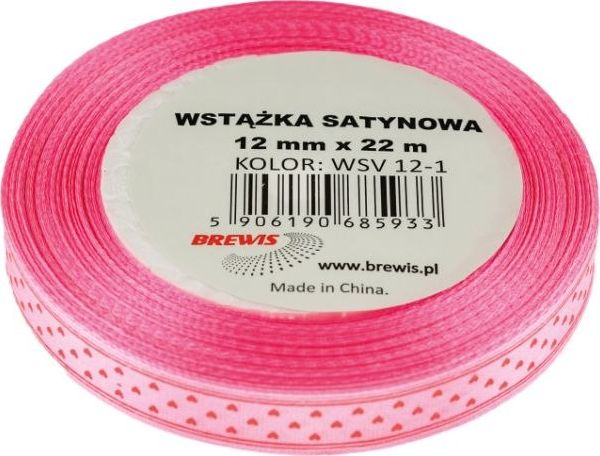 WSTĄŻKA SATYNOWA
12 mm x 22 m
KOLOR: WSV 12-1
5 906190 685933
BREWIS
www.brewis.pl
Made in China.